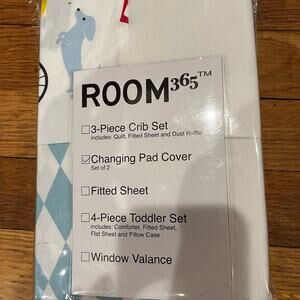 ROOM365™
3-Piece Crib Set
includes: Quilt, Fitted Sheet and Dust Ruffle
Changing Pad Cover
Set of 2
Fitted Sheet
4-Piece Toddler Set
includes: Comforter, Fitted Sheet,
Flat Sheet and Pillow Case
Window Valance